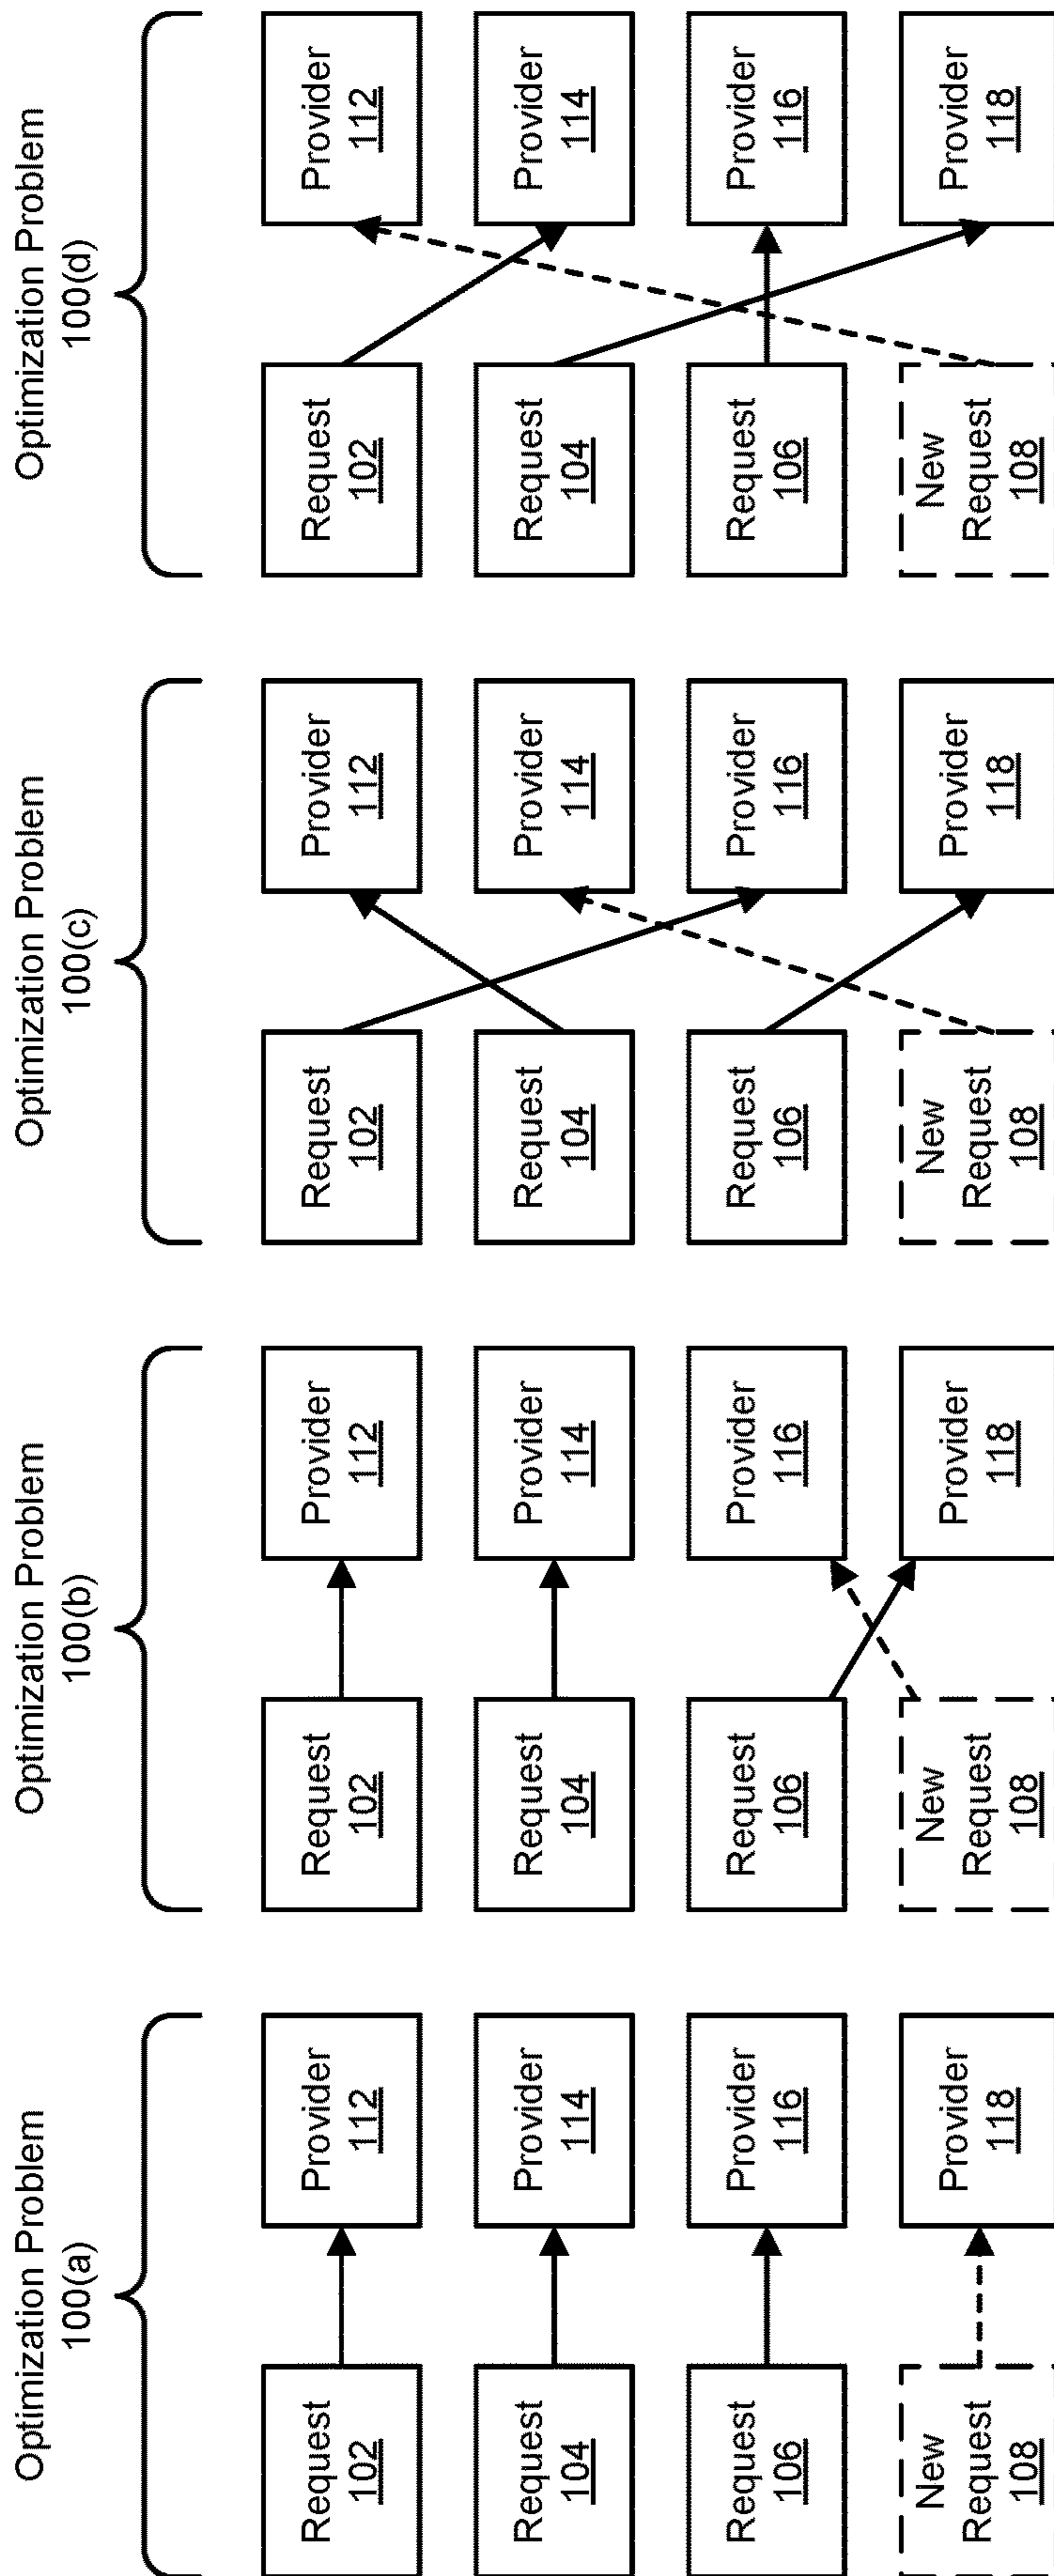 Optimization Problem
100(a)
Request
102
Provider
112
Request
104
Provider
114
Request
106
Provider
116
New
Request
108
Provider
118
Optimization Problem
100(b)
Request
102
Provider
112
Request
104
Provider
114
Request
106
Provider
116
New
Request
108
Provider
118
Optimization Problem
100(c)
Request
102
Provider
112
Request
104
Provider
114
Request
106
Provider
116
New
Request
108
Provider
118
Optimization Problem
100(d)
Request
102
Provider
112
Request
104
Provider
114
Request
106
Provider
116
New
Request
108
Provider
118